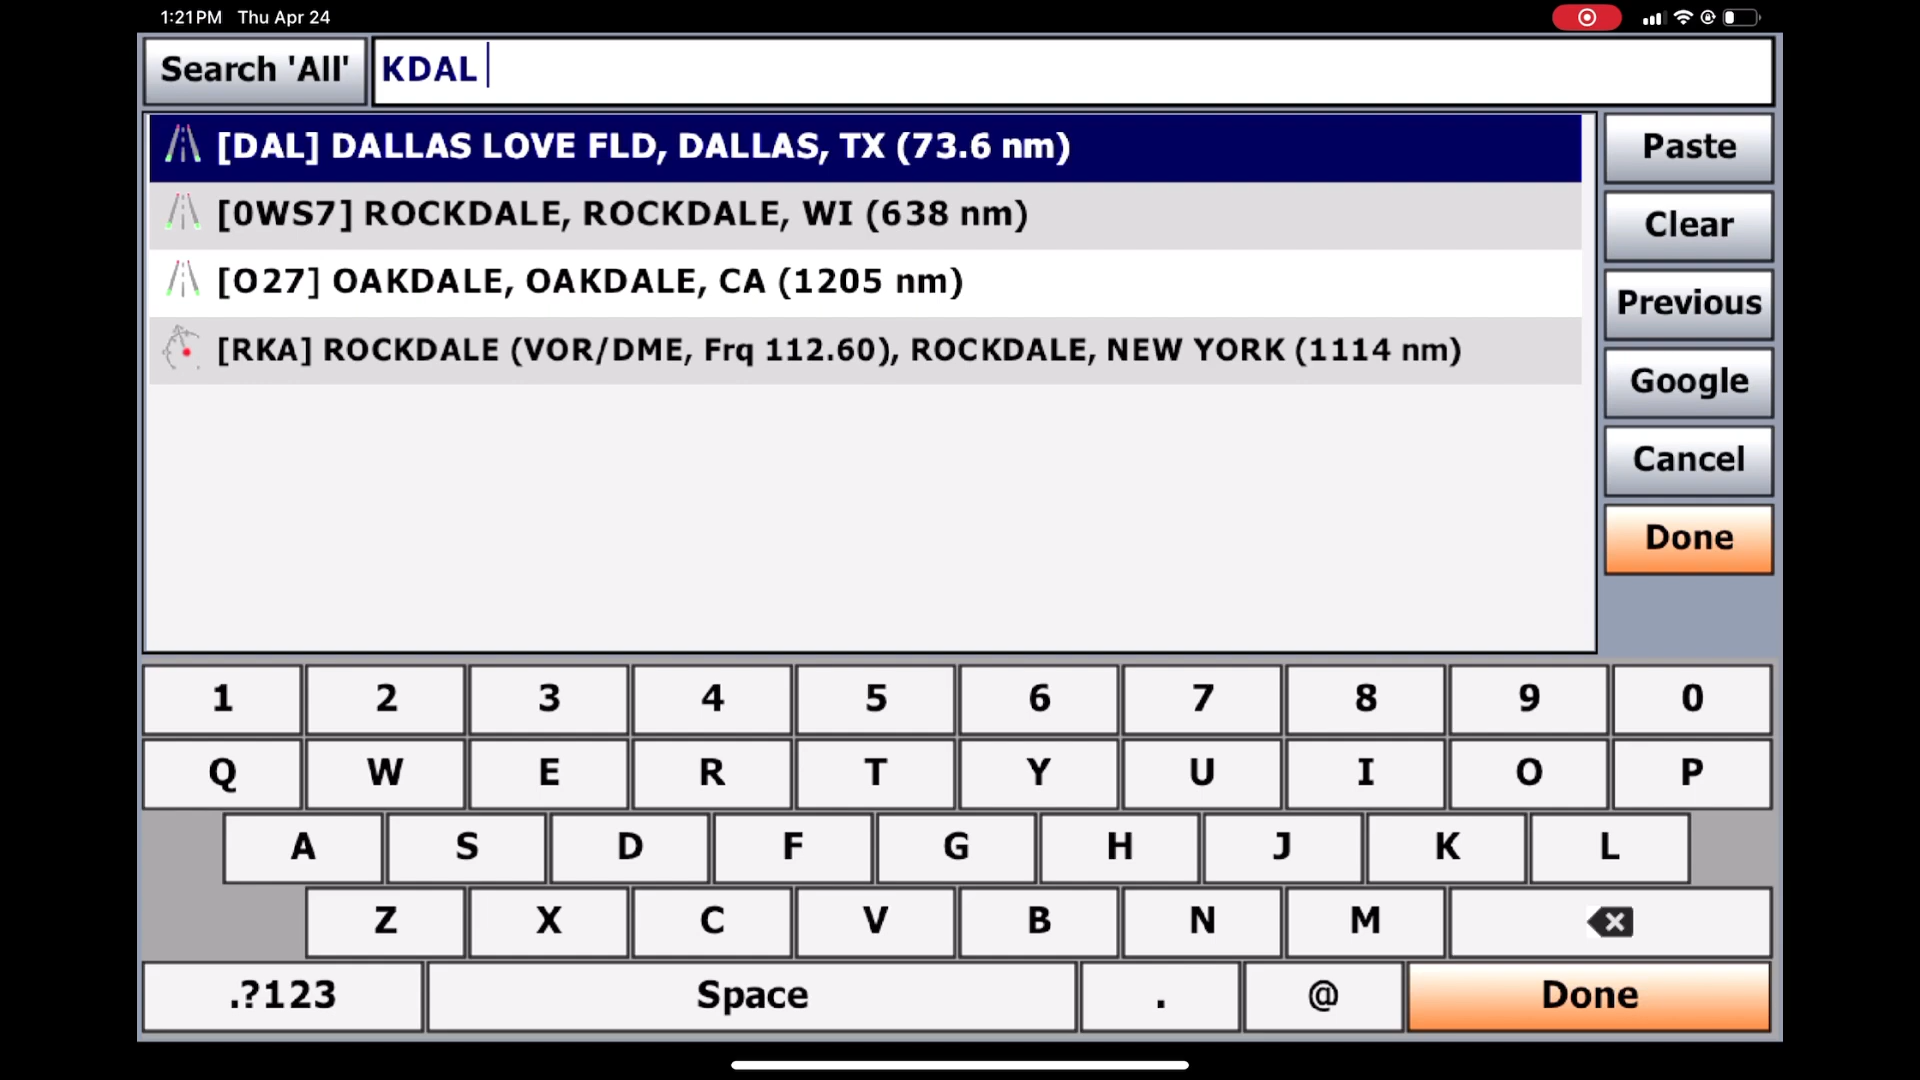 1:21PM Thu Apr 24
Search 'All' KDAL
[DAL] DALLAS LOVE FLD, DALLAS, TX (73.6 nm)
[0WS7] ROCKDALE, ROCKDALE, WI (638 nm)
[O27] OAKDALE, OAKDALE, CA (1205 nm)
[RKA] ROCKDALE (VOR/DME, Frq 112.60), ROCKDALE, NEW YORK (1114 nm)
Paste
Clear
Previous
Google
Cancel
Done
1 2 3 4 5 6 7 8 9 0
Q W E R T Y U I O P
A S D F G H J K L
Z X C V B N M
.?123 Space . @ Done